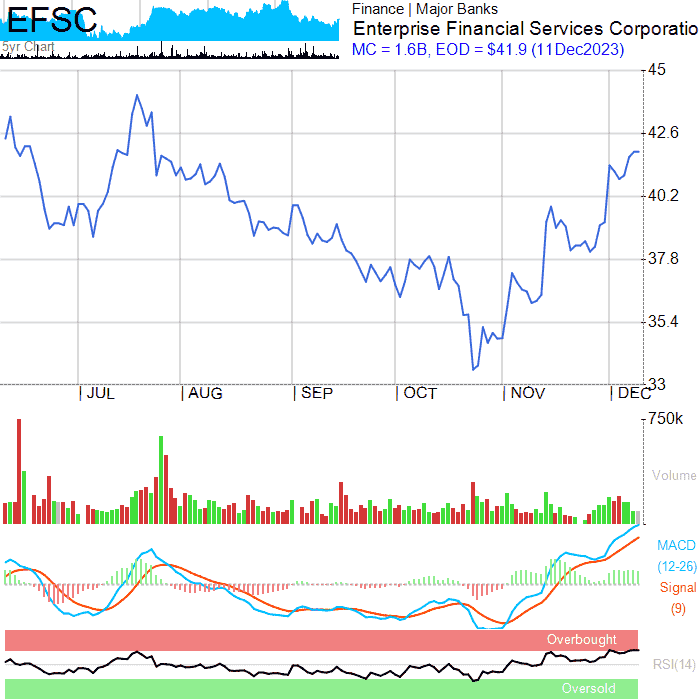 EFSC
5yr Chart
Finance | Major Banks
Enterprise Financial Services Corporatio
MC = 1.6B, EOD = $41.9 (11Dec2023)
45
42.6
40.2
37.8
35.4
33
| JUL
| AUG
| SEP
| OCT
| NOV
| DEC
750k
Volume
MACD
(12-26)
Signal
(9)
Overbought
RSI(14)
Oversold